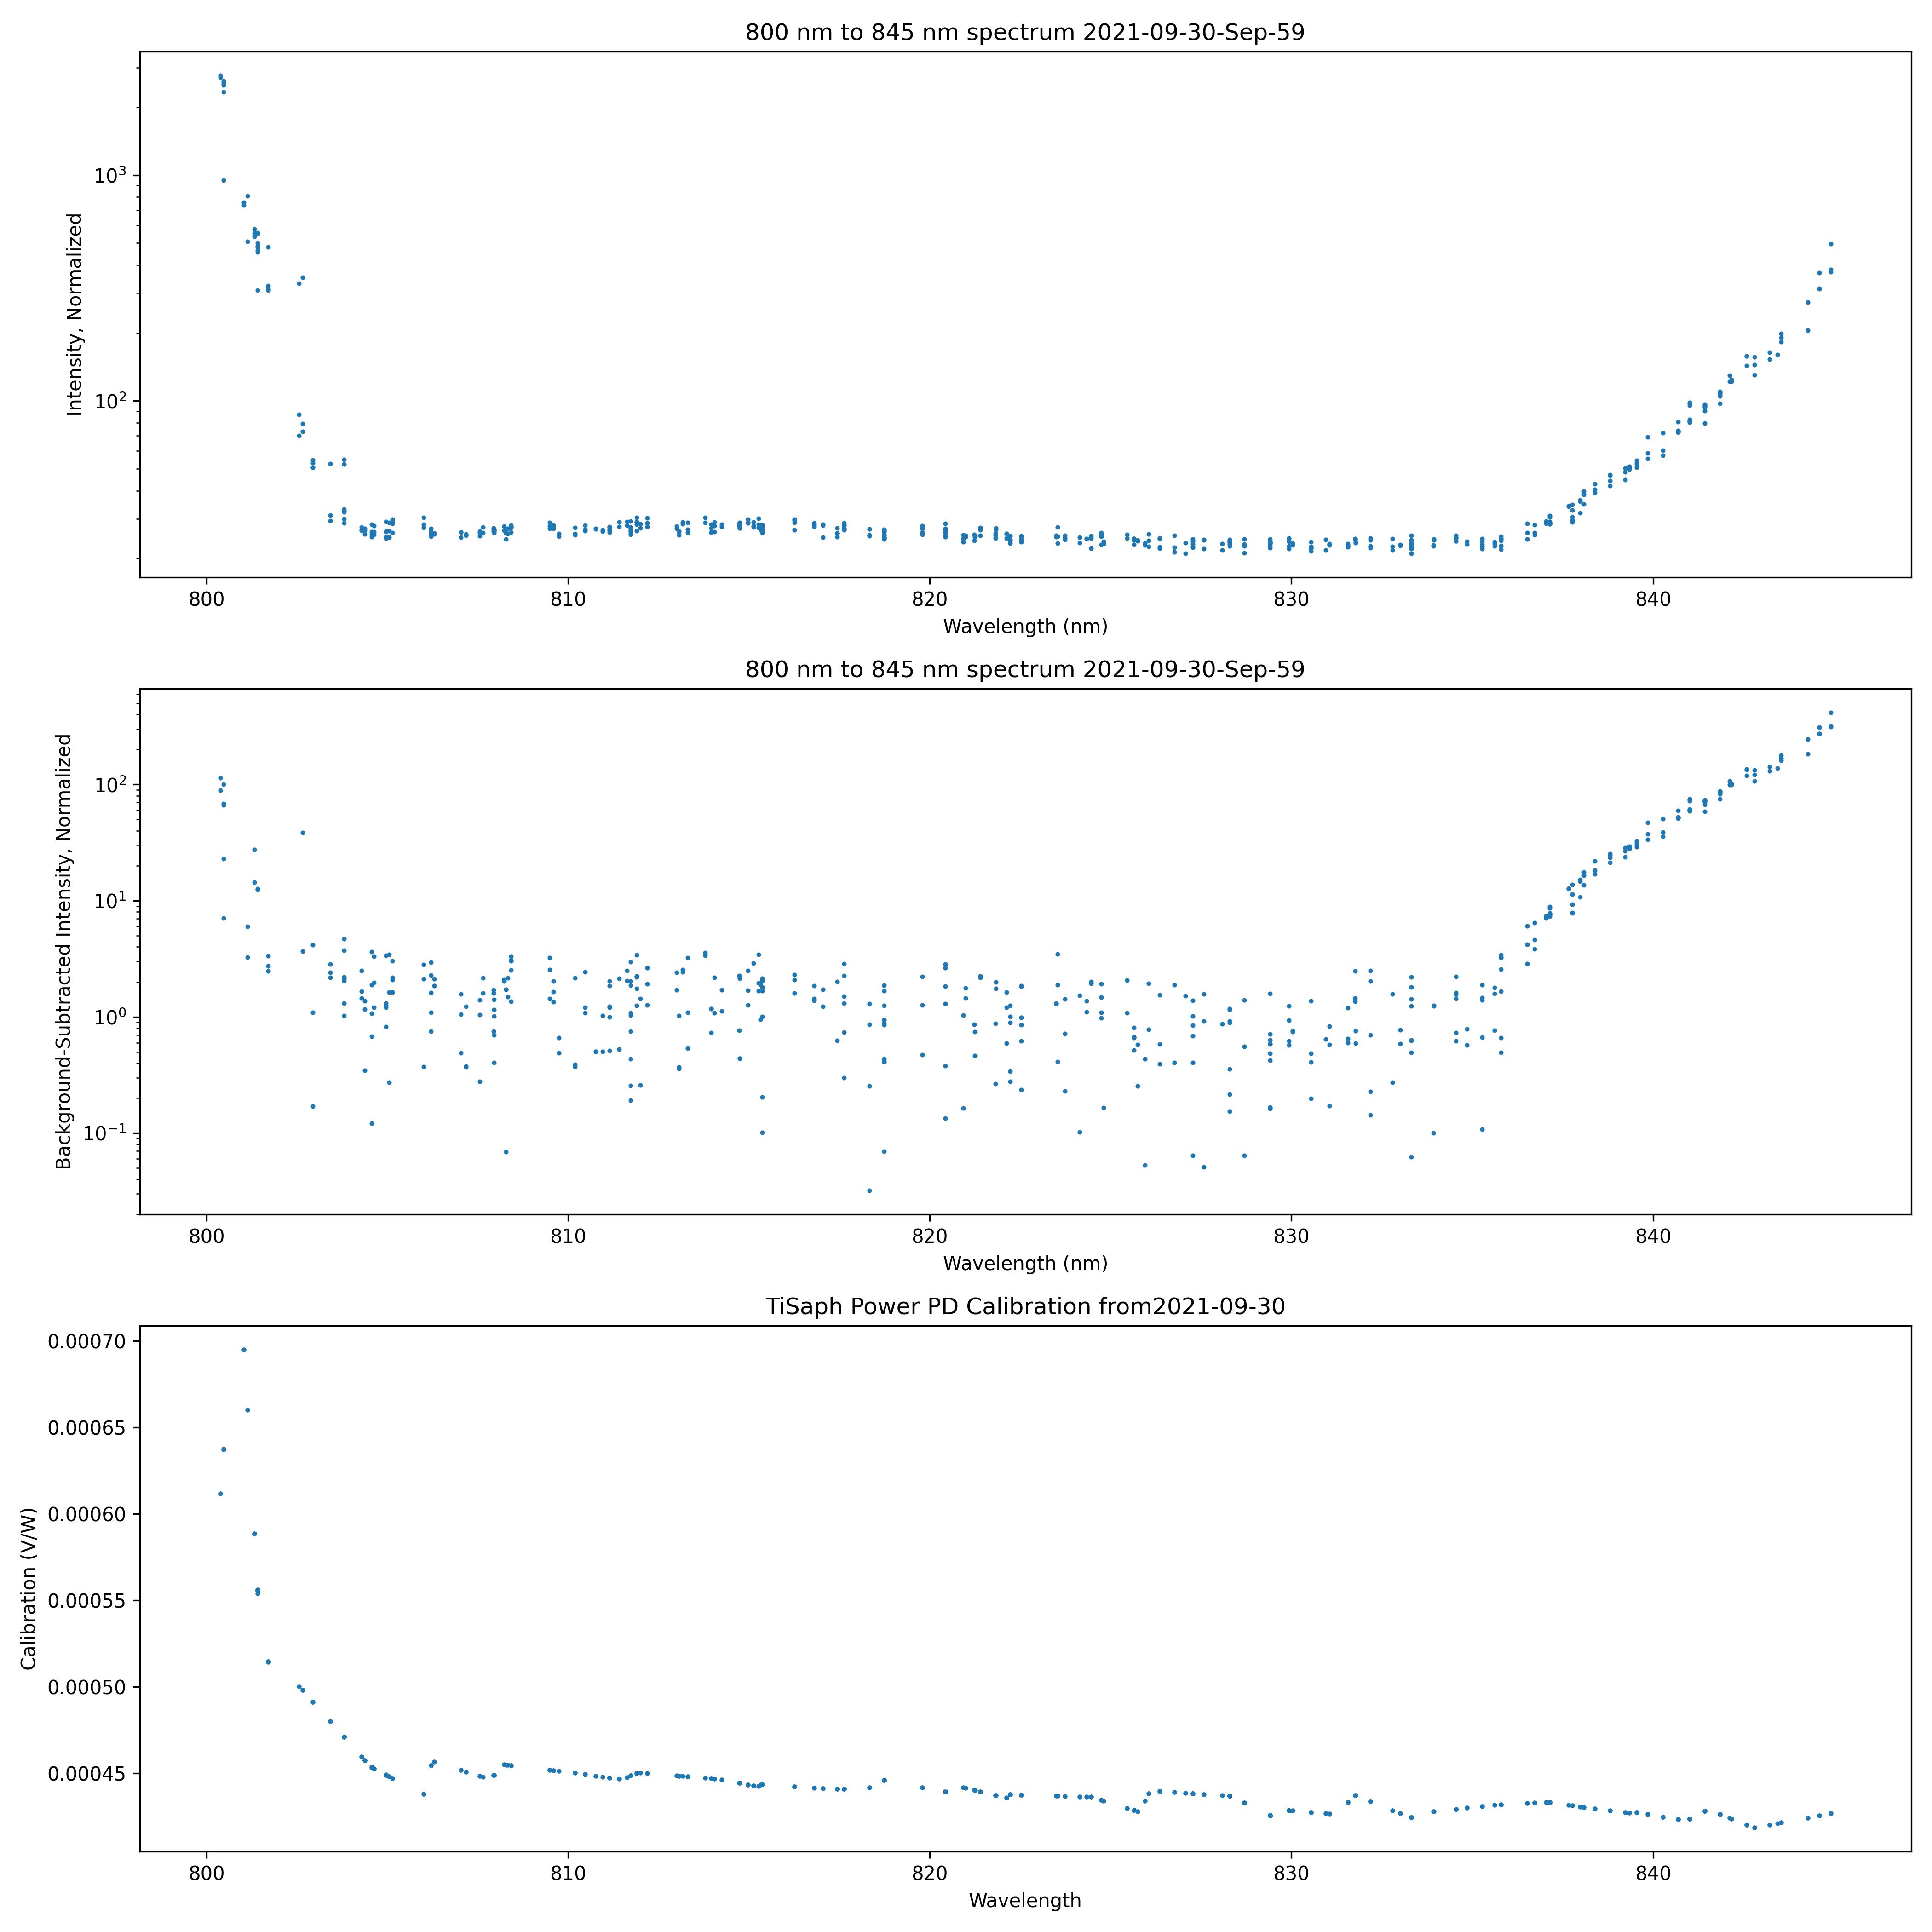 800 nm to 845 nm spectrum 2021-09-30-Sep-59
Intensity, Normalized
10³
10²
800 810 820 830 840
Wavelength (nm)
800 nm to 845 nm spectrum 2021-09-30-Sep-59
Background-Subtracted Intensity, Normalized
10²
10¹
10⁰
10⁻¹
800 810 820 830 840
Wavelength (nm)
TiSaph Power PD Calibration from2021-09-30
Calibration (V/W)
0.00070
0.00065
0.00060
0.00055
0.00050
0.00045
800 810 820 830 840
Wavelength